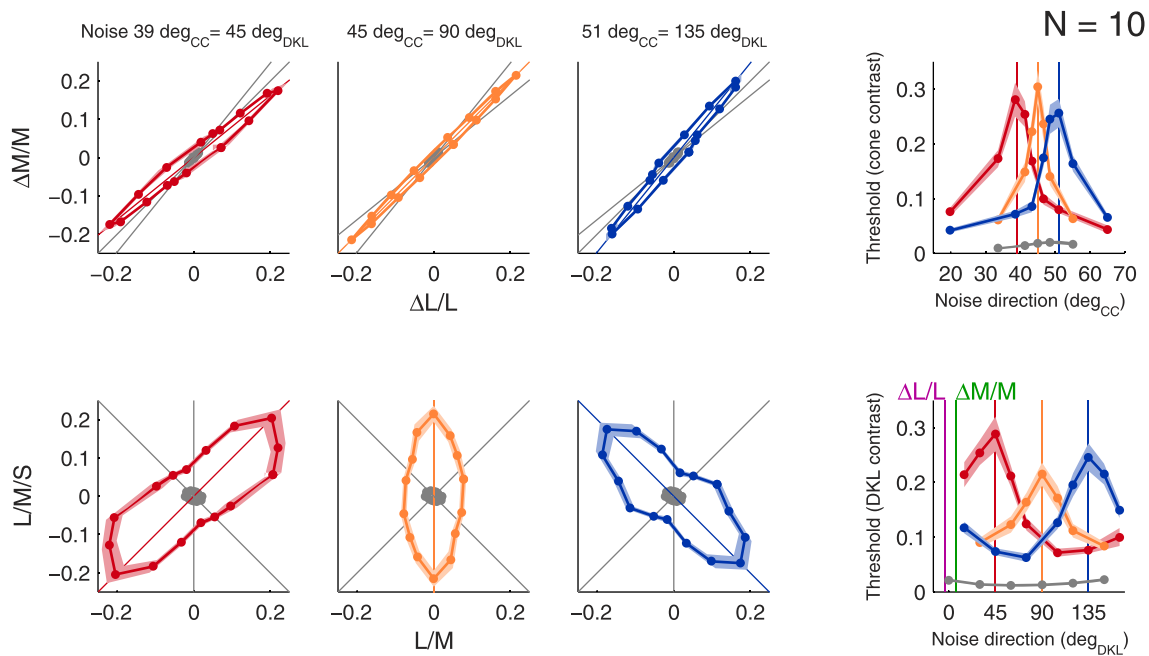 N = 10
Noise 39 deg_CC = 45 deg_DKL
45 deg_CC = 90 deg_DKL
51 deg_CC = 135 deg_DKL
ΔM/M
0.2
0.1
0
−0.1
−0.2
−0.2 0 0.2
−0.2 0 0.2
−0.2 0 0.2
ΔL/L
Threshold (cone contrast)
0.3
0.2
0.1
0
20 30 40 50 60 70
Noise direction (deg_CC)
L/M/S
0.2
0.1
0
−0.1
−0.2
−0.2 0 0.2
−0.2 0 0.2
−0.2 0 0.2
L/M
ΔL/L ΔM/M
Threshold (DKL contrast)
0.3
0.2
0.1
0
0 45 90 135
Noise direction (deg_DKL)